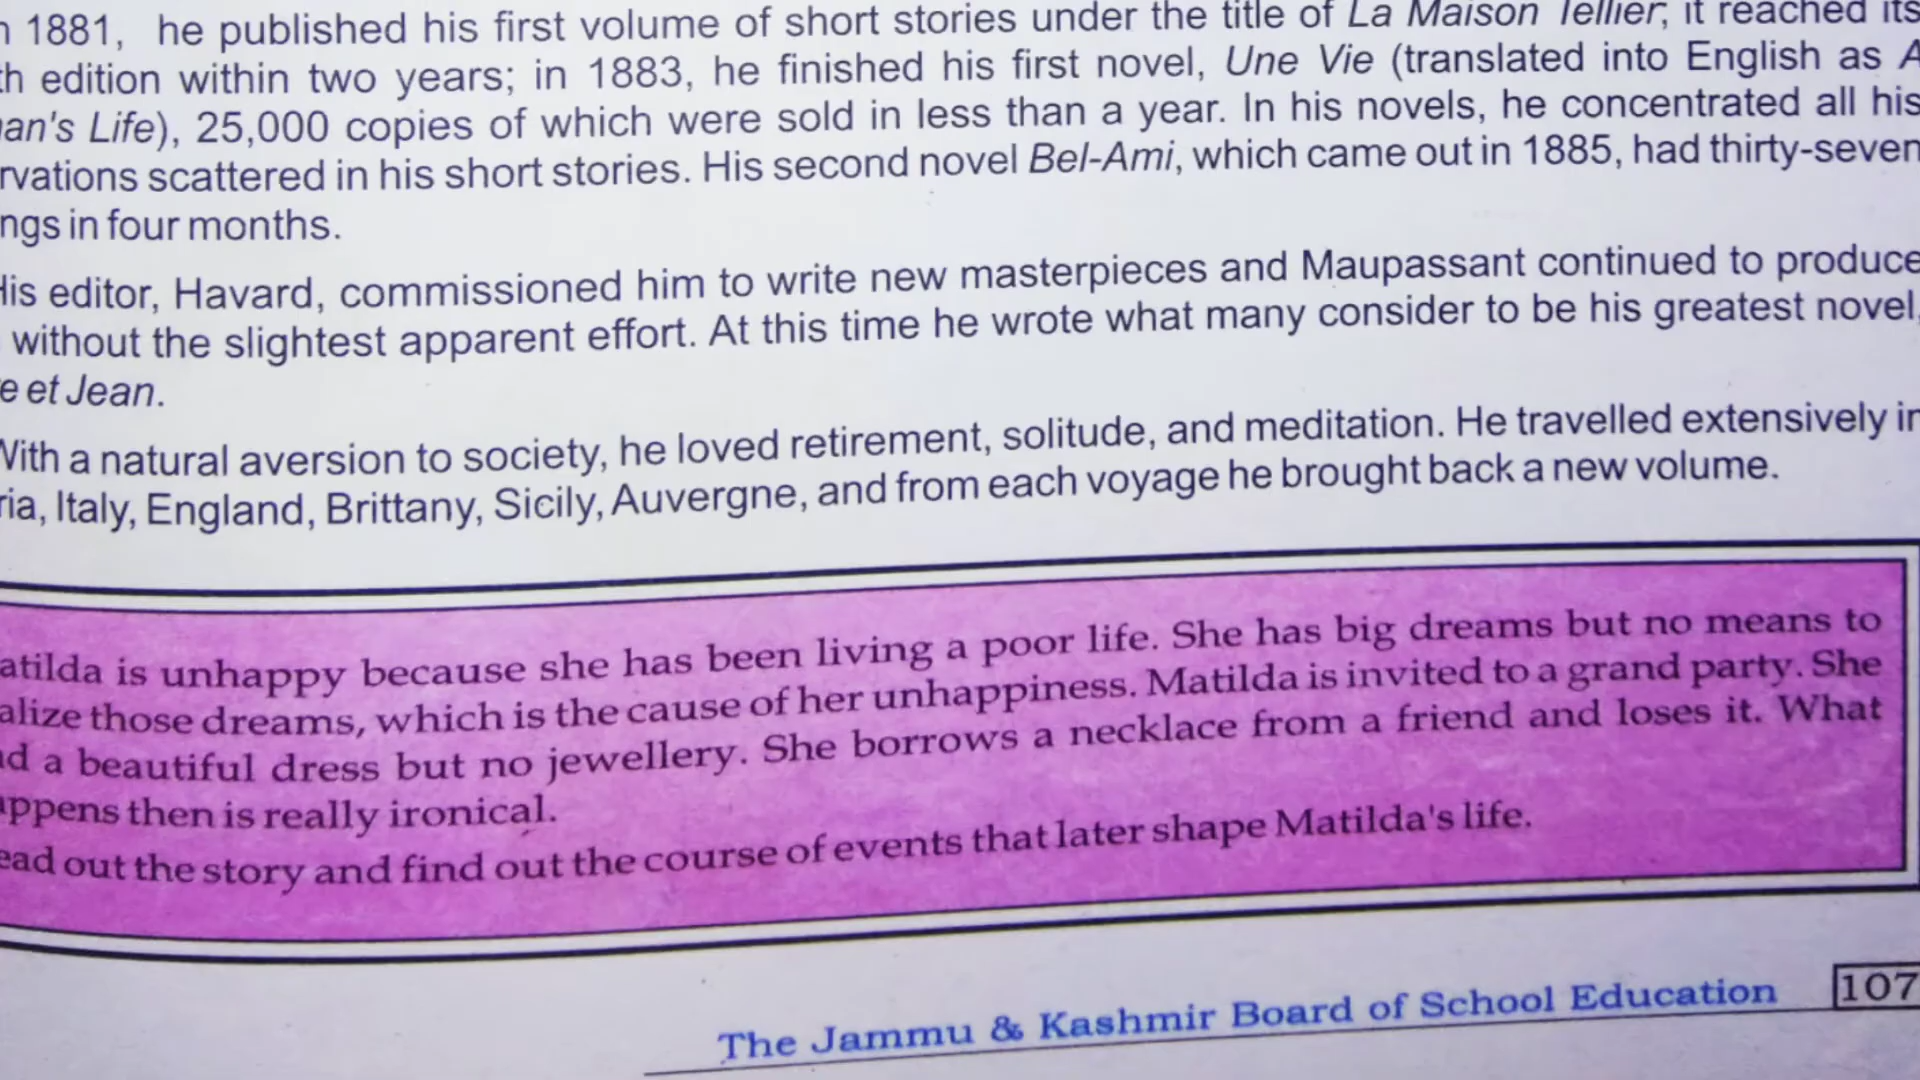 1881, he published his first volume of short stories under the title of La Maison Tellier; it reached its
edition within two years; in 1883, he finished his first novel, Une Vie (translated into English as A
an's Life), 25,000 copies of which were sold in less than a year. In his novels, he concentrated all his
rvations scattered in his short stories. His second novel Bel-Ami, which came out in 1885, had thirty-seven
ngs in four months.
His editor, Havard, commissioned him to write new masterpieces and Maupassant continued to produce
without the slightest apparent effort. At this time he wrote what many consider to be his greatest novel,
e et Jean.
With a natural aversion to society, he loved retirement, solitude, and meditation. He travelled extensively in
ria, Italy, England, Brittany, Sicily, Auvergne, and from each voyage he brought back a new volume.
atilda is unhappy because she has been living a poor life. She has big dreams but no means to
alize those dreams, which is the cause of her unhappiness. Matilda is invited to a grand party. She
d a beautiful dress but no jewellery. She borrows a necklace from a friend and loses it. What
ppens then is really ironical.
ead out the story and find out the course of events that later shape Matilda's life.
The Jammu & Kashmir Board of School Education 107